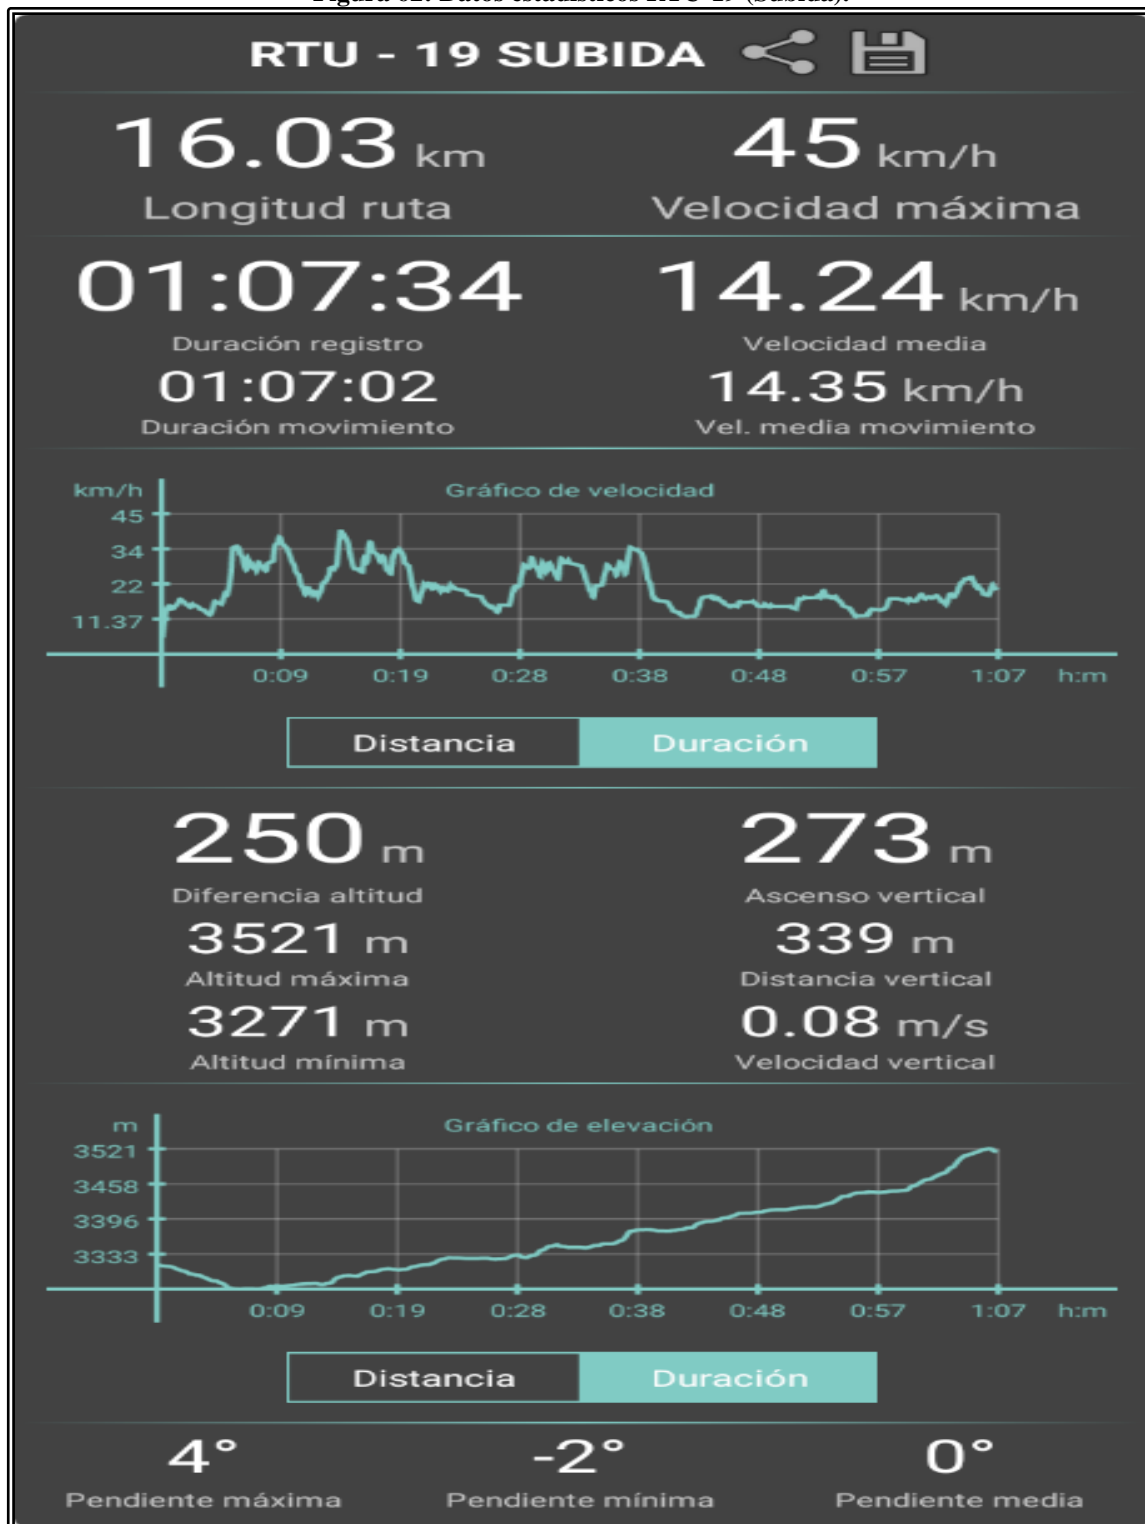 RTU - 19 SUBIDA
16.03 km 45 km/h
Longitud ruta Velocidad máxima
01:07:34 14.24 km/h
Duración registro Velocidad media
01:07:02 14.35 km/h
Duración movimiento Vel. media movimiento
km/h Gráfico de velocidad
45
34
22
11.37
0:09 0:19 0:28 0:38 0:48 0:57 1:07 h:m
Distancia Duración
250 m 273 m
Diferencia altitud Ascenso vertical
3521 m 339 m
Altitud máxima Distancia vertical
3271 m 0.08 m/s
Altitud mínima Velocidad vertical
m Gráfico de elevación
3521
3458
3396
3333
0:09 0:19 0:28 0:38 0:48 0:57 1:07 h:m
Distancia Duración
4° -2° 0°
Pendiente máxima Pendiente mínima Pendiente media